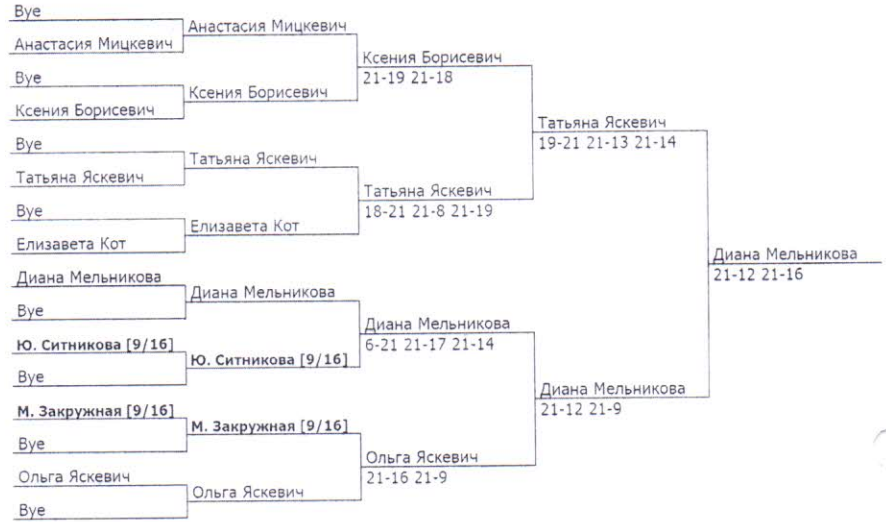 Bye
Анастасия Мицкевич
Анастасия Мицкевич
Bye
Ксения Борисевич
Ксения Борисевич
Ксения Борисевич
21-19 21-18
Bye
Татьяна Яскевич
Татьяна Яскевич
Bye
Елизавета Кот
Елизавета Кот
Татьяна Яскевич
18-21 21-8 21-19
Татьяна Яскевич
19-21 21-13 21-14
Диана Мельникова
Bye
Диана Мельникова
Ю. Ситникова [9/16]
Bye
Ю. Ситникова [9/16]
Диана Мельникова
6-21 21-17 21-14
М. Закружная [9/16]
Bye
М. Закружная [9/16]
Ольга Яскевич
Bye
Ольга Яскевич
Ольга Яскевич
21-16 21-9
Диана Мельникова
21-12 21-9
Диана Мельникова
21-12 21-16